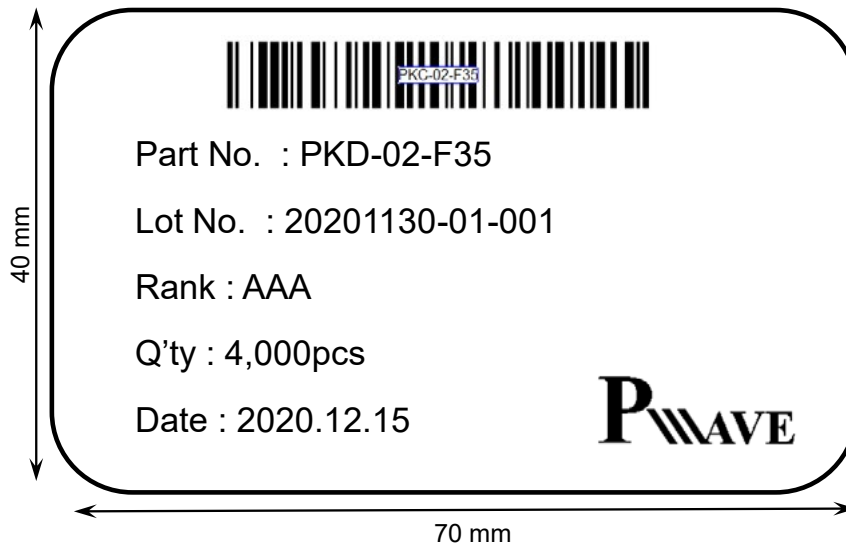 PKC-02-F35
Part No. : PKD-02-F35
Lot No. : 20201130-01-001
Rank : AAA
Q’ty : 4,000pcs
Date : 2020.12.15
PWAVE
40 mm
70 mm